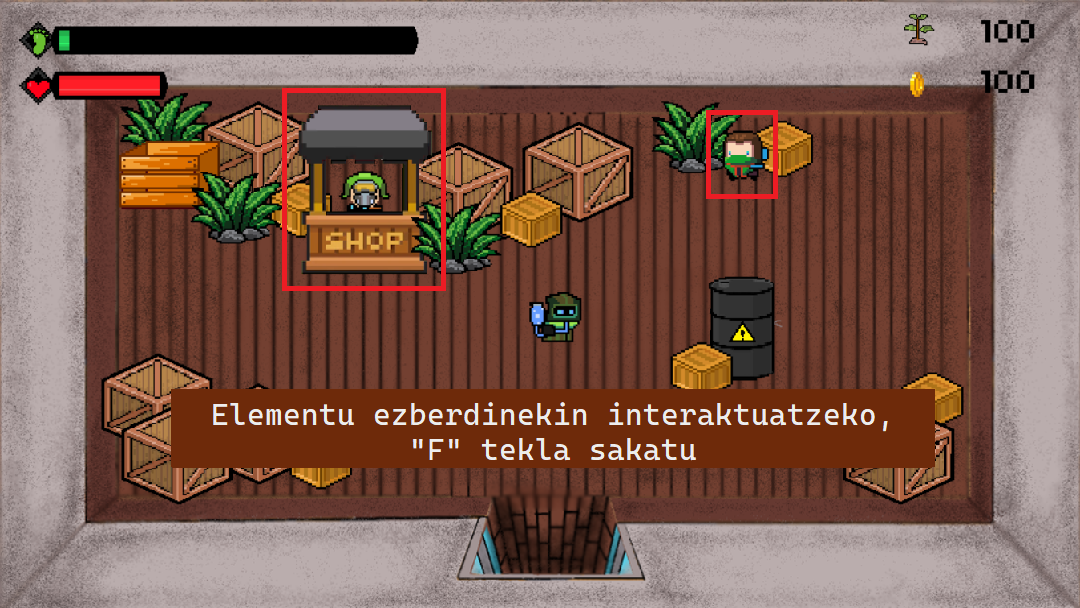 100
100
SHOP
Elementu ezberdinekin interaktuatzeko,
"F" tekla sakatu